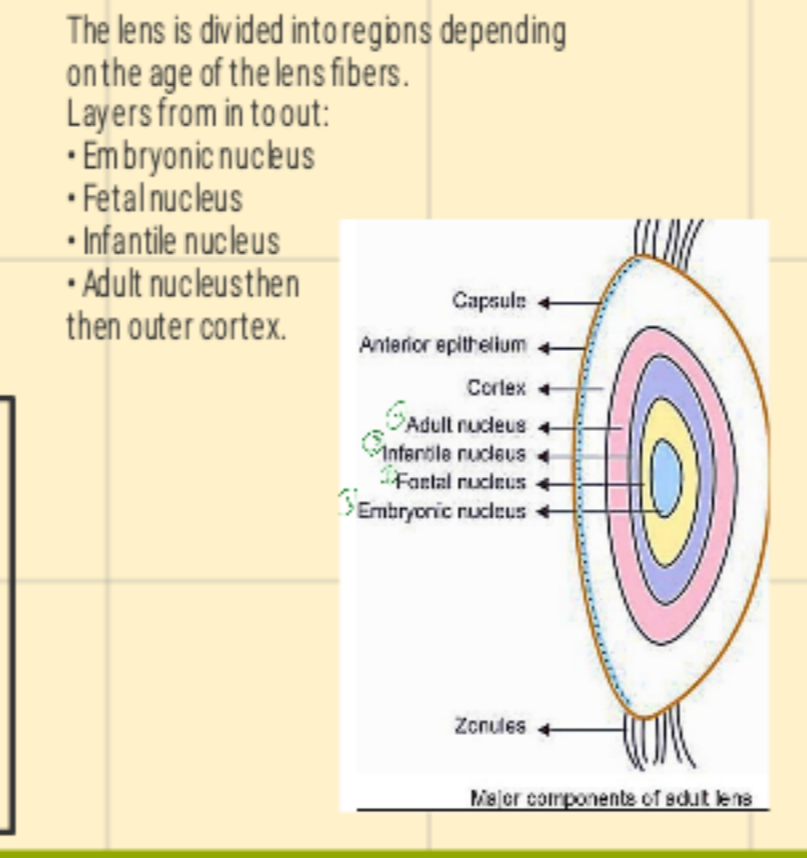 The lens is divided into regions depending
on the age of the lens fibers.
Layers from in to out:
• Embryonic nucleus
• Fetal nucleus
• Infantile nucleus
• Adult nucleus then
then outer cortex.
Capsule
Anterior epithelium
Cortex
Adult nucleus
Infentile nucleus
Foetal nucleus
Embryonic nucleus
Zonules
Major components of adult lens